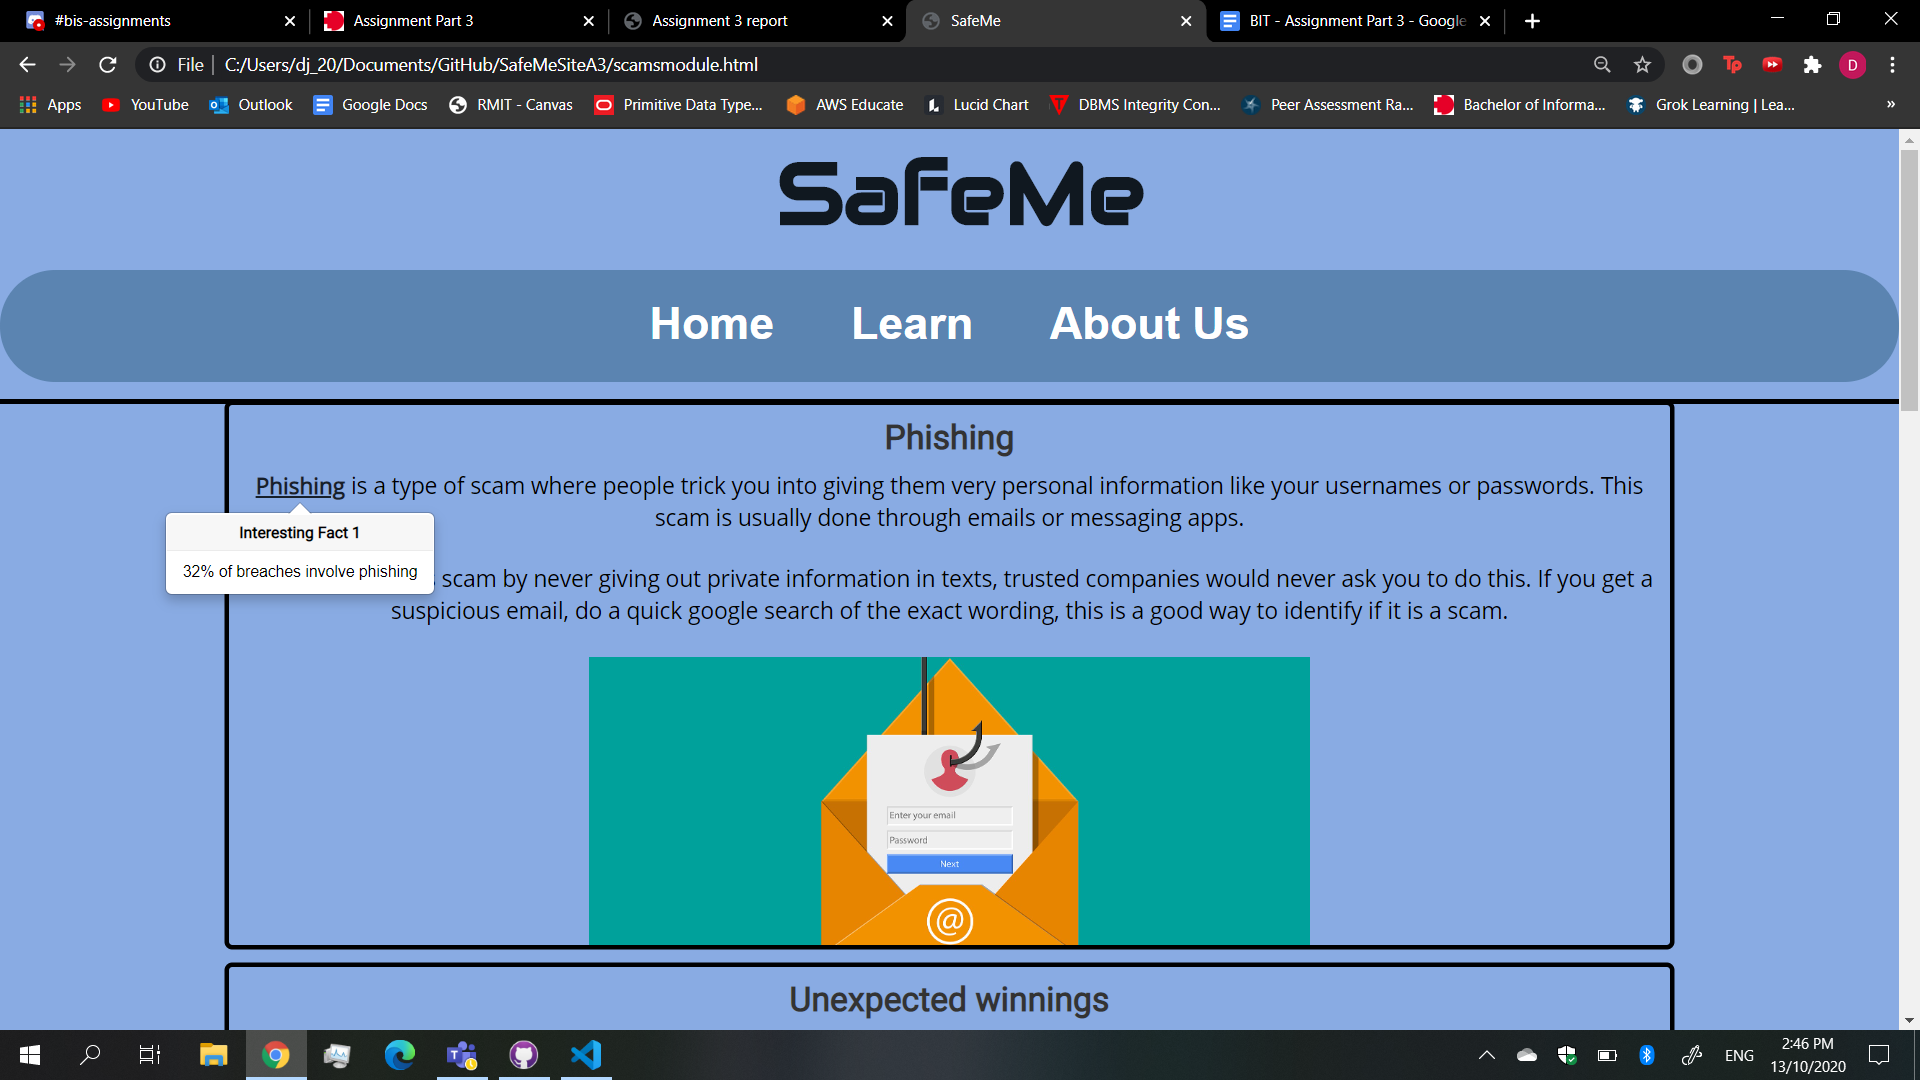 #bis-assignments
Assignment Part 3
Assignment 3 report
SafeMe
BIT - Assignment Part 3 - Google
File
C:/Users/dj_20/Documents/GitHub/SafeMeSiteA3/scamsmodule.html
Tp
D
Apps
YouTube
Outlook
Google Docs
RMIT - Canvas
Primitive Data Type...
AWS Educate
Lucid Chart
DBMS Integrity Con...
Peer Assessment Ra...
Bachelor of Informa...
Grok Learning | Lea...
»
SafeMe
Home
Learn
About Us
Phishing
Phishing is a type of scam where people trick you into giving them very personal information like your usernames or passwords. This
scam is usually done through emails or messaging apps.
Interesting Fact 1
32% of breaches involve phishing
scam by never giving out private information in texts, trusted companies would never ask you to do this. If you get a
suspicious email, do a quick google search of the exact wording, this is a good way to identify if it is a scam.
Enter your email
Password
Next
@
Unexpected winnings
ENG
2:46 PM
13/10/2020